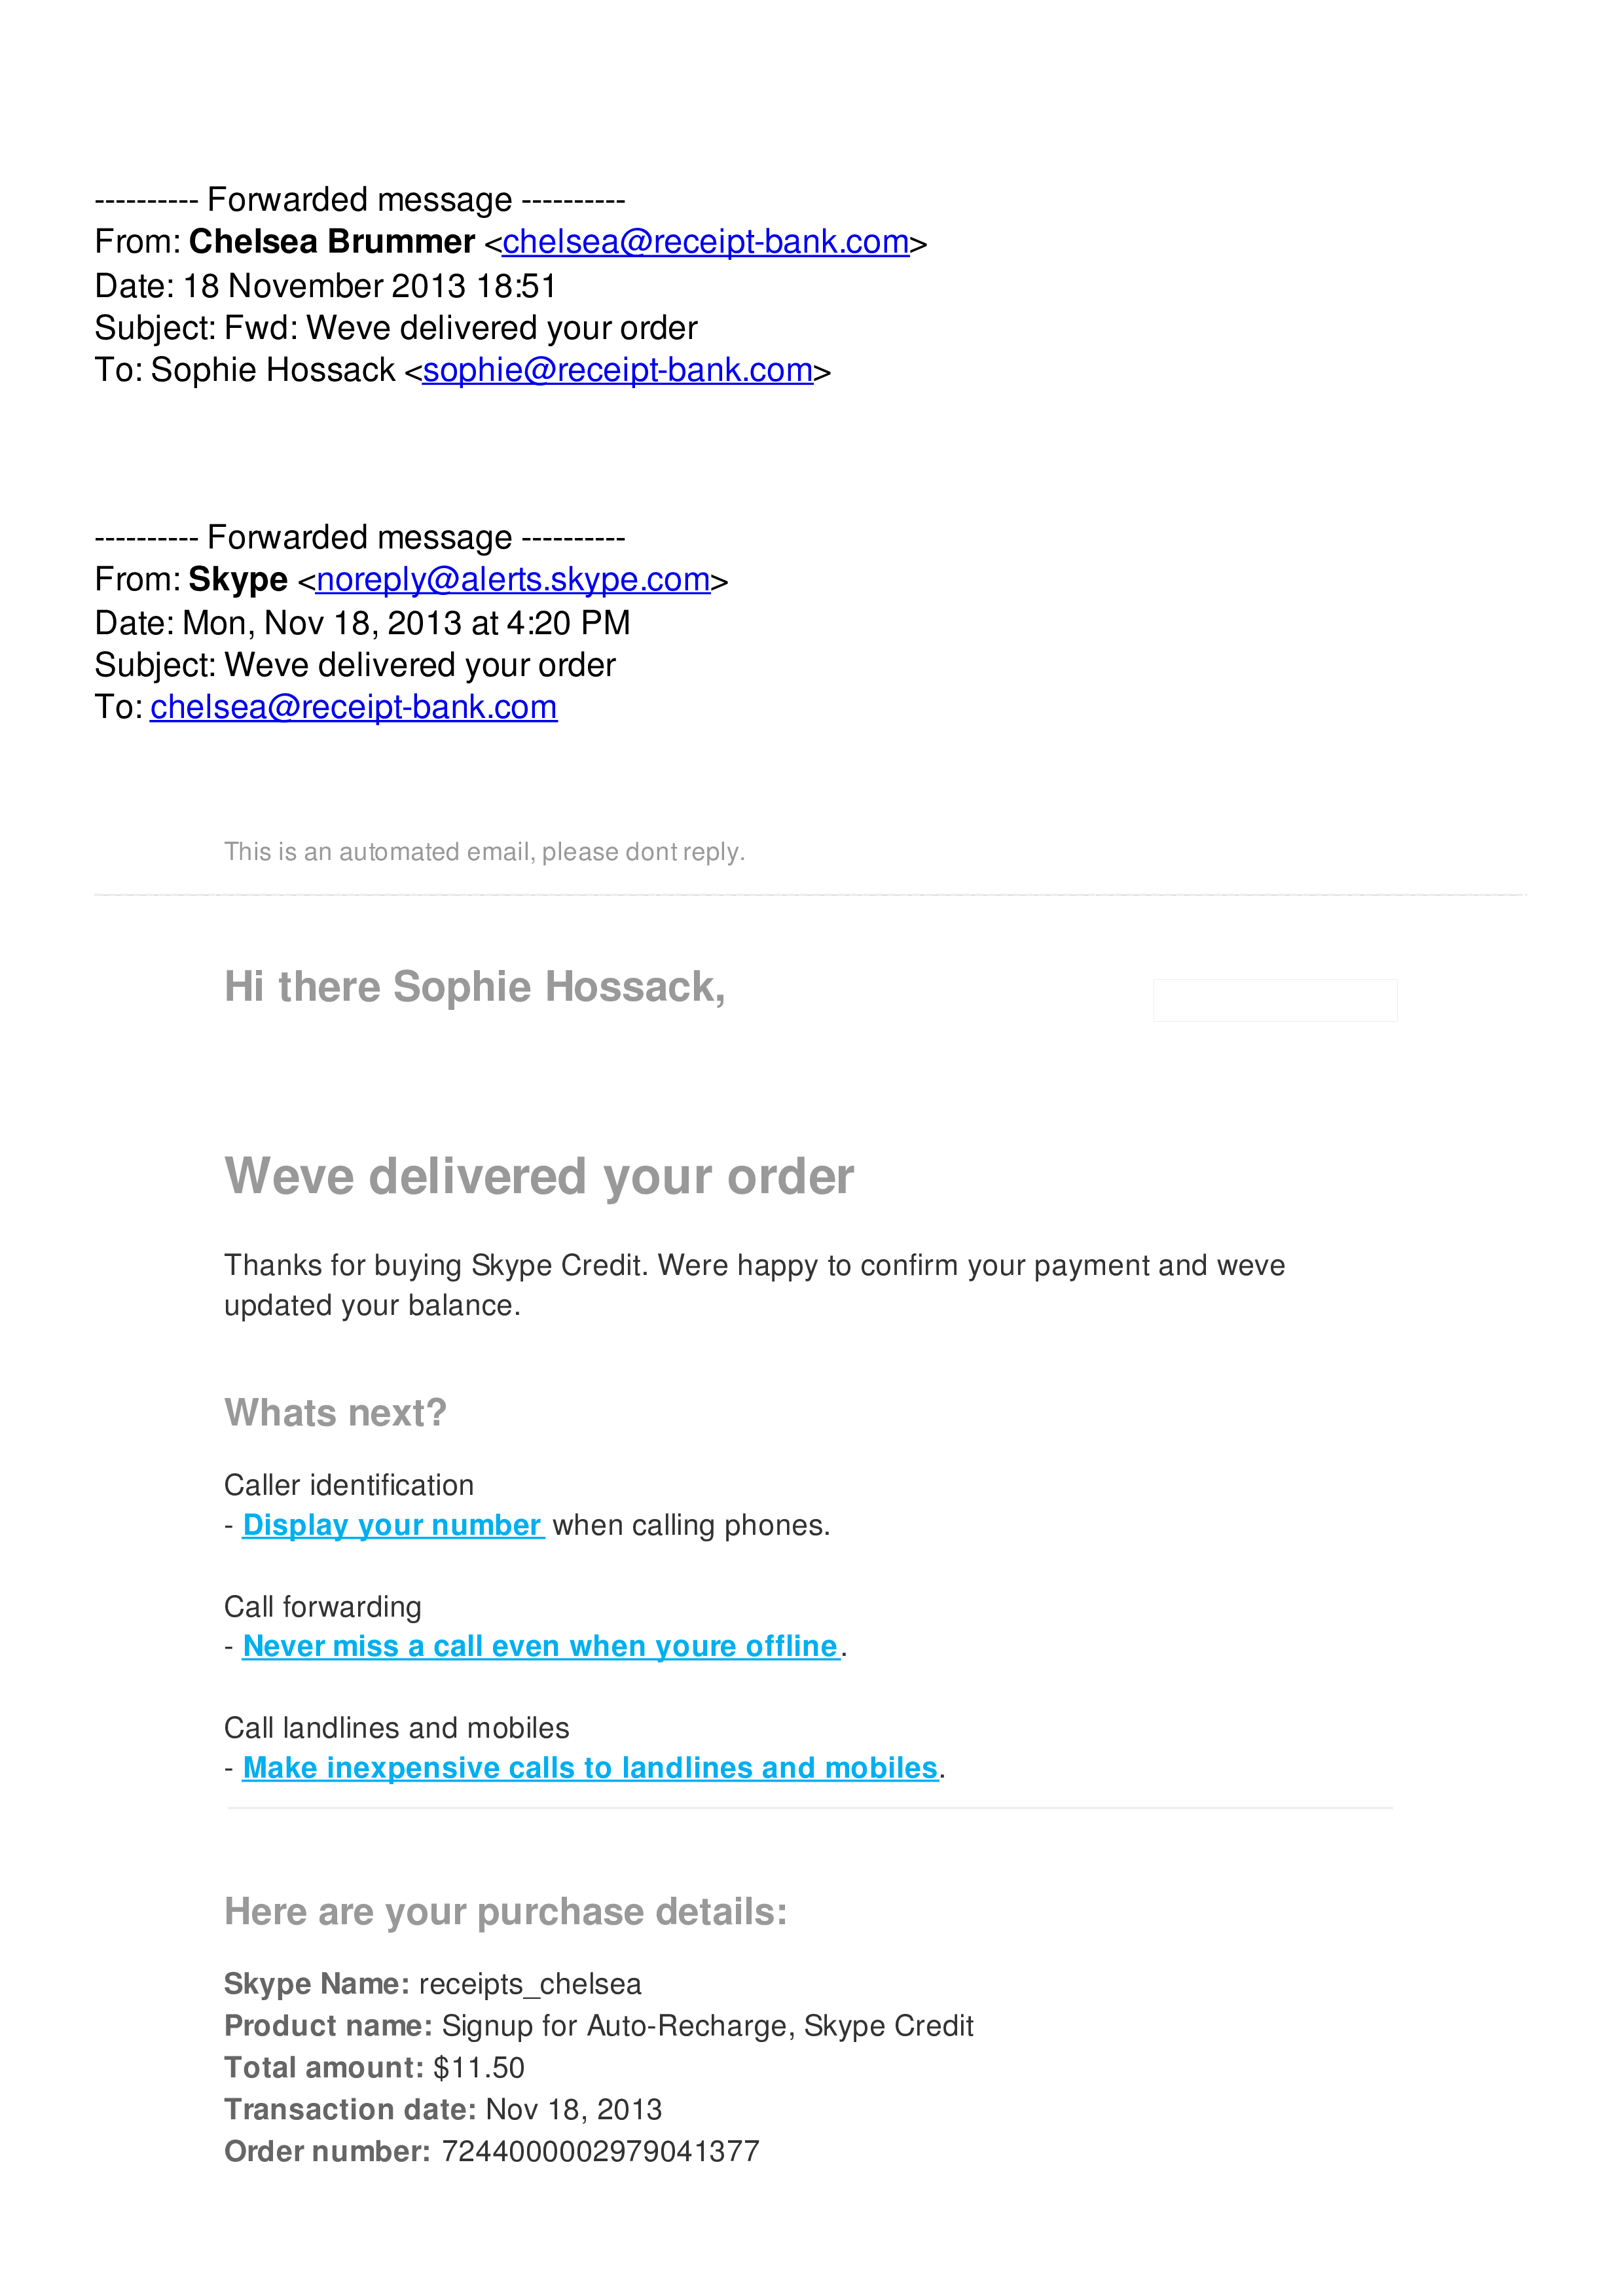 ---------- Forwarded message ----------
From: Chelsea Brummer <chelsea@receipt-bank.com>
Date: 18 November 2013 18:51
Subject: Fwd: Weve delivered your order
To: Sophie Hossack <sophie@receipt-bank.com>
---------- Forwarded message ----------
From: Skype <noreply@alerts.skype.com>
Date: Mon, Nov 18, 2013 at 4:20 PM
Subject: Weve delivered your order
To: chelsea@receipt-bank.com
This is an automated email, please dont reply.
Hi there Sophie Hossack,
Weve delivered your order
Thanks for buying Skype Credit. Were happy to confirm your payment and weve
updated your balance.
Whats next?
Caller identification
- Display your number when calling phones.
Call forwarding
- Never miss a call even when youre offline.
Call landlines and mobiles
- Make inexpensive calls to landlines and mobiles.
Here are your purchase details:
Skype Name: receipts_chelsea
Product name: Signup for Auto-Recharge, Skype Credit
Total amount: $11.50
Transaction date: Nov 18, 2013
Order number: 7244000002979041377